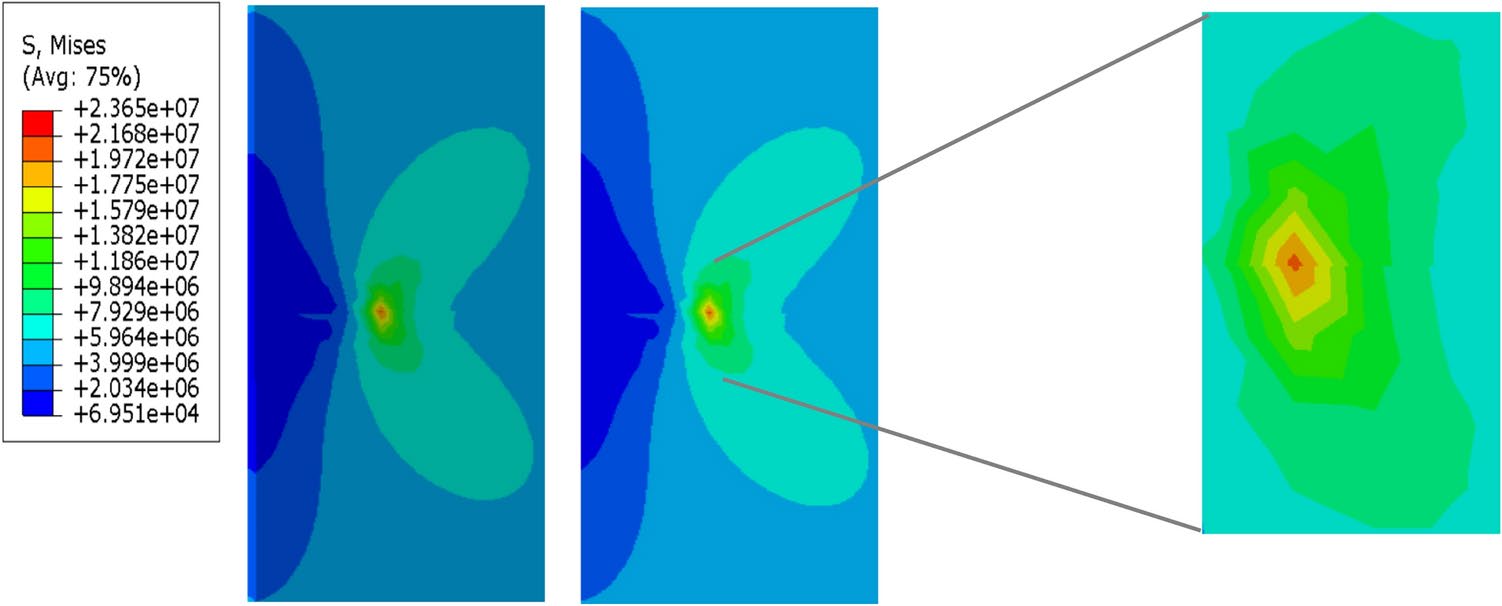 S, Mises
(Avg: 75%)
+2.365e+07
+2.168e+07
+1.972e+07
+1.775e+07
+1.579e+07
+1.382e+07
+1.186e+07
+9.894e+06
+7.929e+06
+5.964e+06
+3.999e+06
+2.034e+06
+6.951e+04